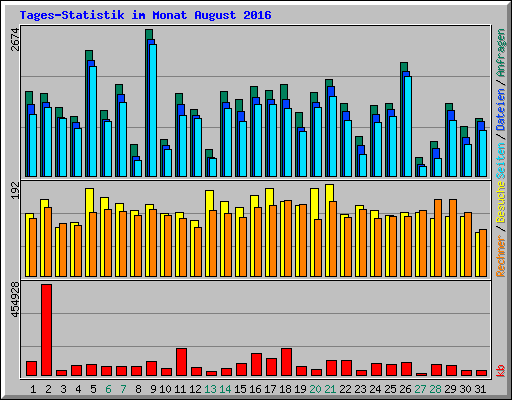 Tages-Statistik im Monat August 2016
2674
192
454928
Rechner / Besuche Seiten / Dateien / Anfragen
kb
1 2 3 4 5 6 7 8 9 10 11 12 13 14 15 16 17 18 19 20 21 22 23 24 25 26 27 28 29 30 31